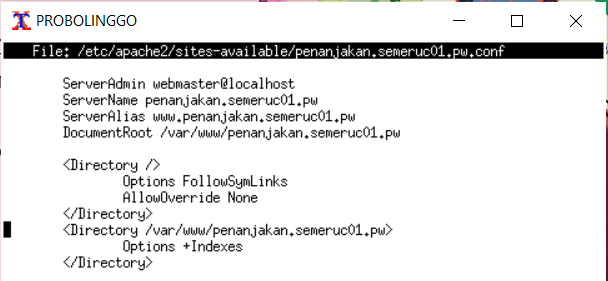 PROBOLINGGO
File: /etc/apache2/sites-available/penanjakan.semeruc01.pw.conf
ServerAdmin webmaster@localhost
ServerName penanjakan.semeruc01.pw
ServerAlias www.penanjakan.semeruc01.pw
DocumentRoot /var/www/penanjakan.semeruc01.pw
<Directory />
Options FollowSymLinks
AllowOverride None
</Directory>
<Directory /var/www/penanjakan.semeruc01.pw>
Options +Indexes
</Directory>